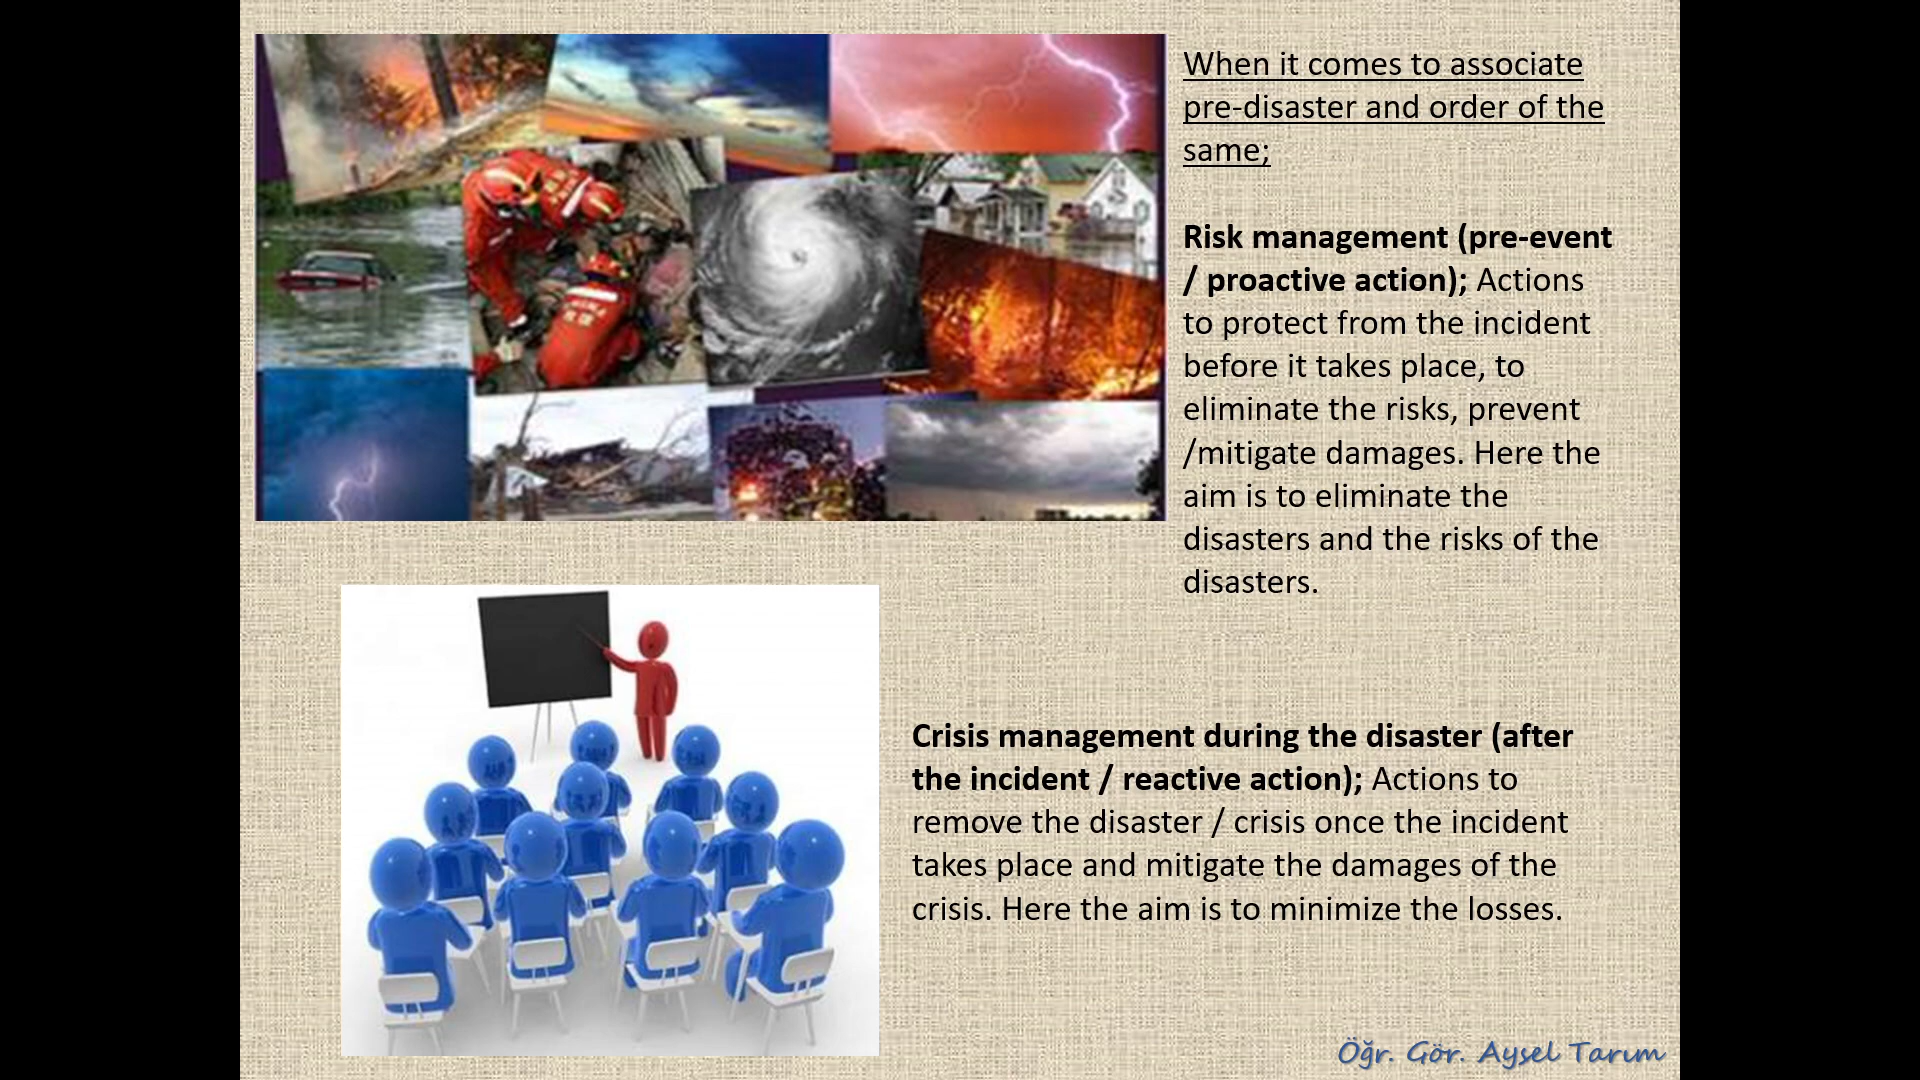 When it comes to associate
pre-disaster and order of the
same;
Risk management (pre-event
/ proactive action); Actions
to protect from the incident
before it takes place, to
eliminate the risks, prevent
/mitigate damages. Here the
aim is to eliminate the
disasters and the risks of the
disasters.
Crisis management during the disaster (after
the incident / reactive action); Actions to
remove the disaster / crisis once the incident
takes place and mitigate the damages of the
crisis. Here the aim is to minimize the losses.
Öğr. Gör. Aysel Tarım